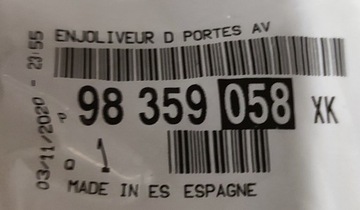 ENJOLIVEUR D PORTES AV
P 98 359 058 XK
Q 1
MADE IN ES ESPAGNE
03/11/2020 - 23:55